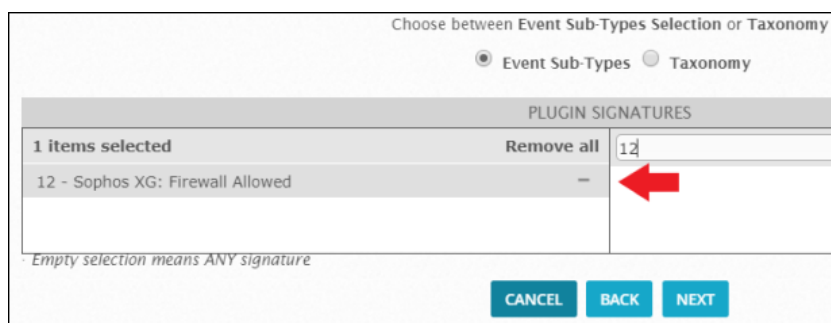 Choose between Event Sub-Types Selection or Taxonomy
Event Sub-Types Taxonomy
PLUGIN SIGNATURES
1 items selected Remove all 12
12 - Sophos XG: Firewall Allowed −
Empty selection means ANY signature
CANCEL BACK NEXT